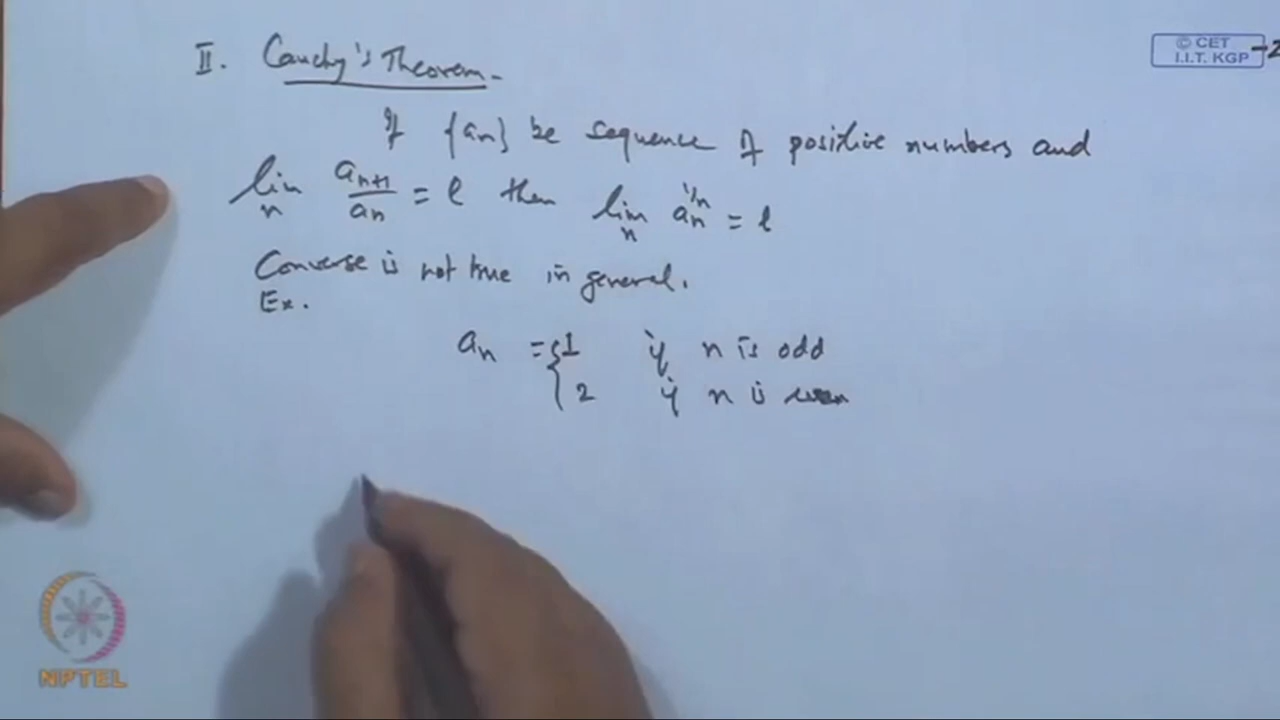 II. Cauchy's Theorem -
© CET
I.I.T. KGP
-2
If {an} be sequence of positive numbers and
lim n an+1/an = l then lim n an^1/n = l
Converse is not true in general.
Ex.
an = { 1 if n is odd
2 if n is even
NPTEL